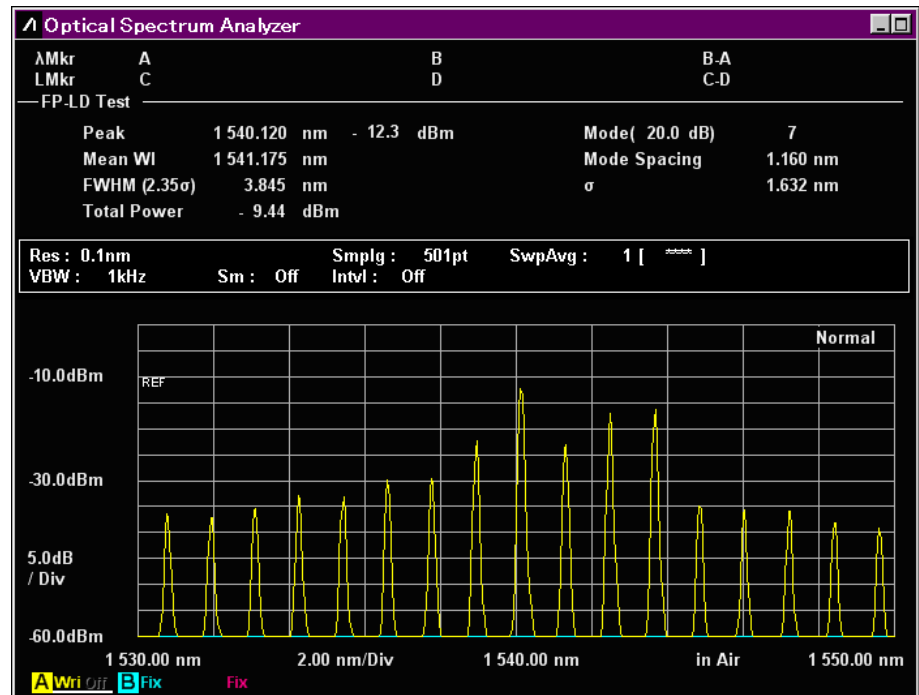 Optical Spectrum Analyzer
λMkr A B B-A
LMkr C D C-D
FP-LD Test
Peak 1 540.120 nm - 12.3 dBm Mode( 20.0 dB) 7
Mean WI 1 541.175 nm Mode Spacing 1.160 nm
FWHM (2.35σ) 3.845 nm σ 1.632 nm
Total Power - 9.44 dBm
Res : 0.1nm Smplg : 501pt SwpAvg : 1 [ **** ]
VBW : 1kHz Sm : Off Intvl : Off
Normal
-10.0dBm REF
-30.0dBm
5.0dB
/ Div
-60.0dBm
1 530.00 nm 2.00 nm/Div 1 540.00 nm in Air 1 550.00 nm
A Wri Off B Fix Fix